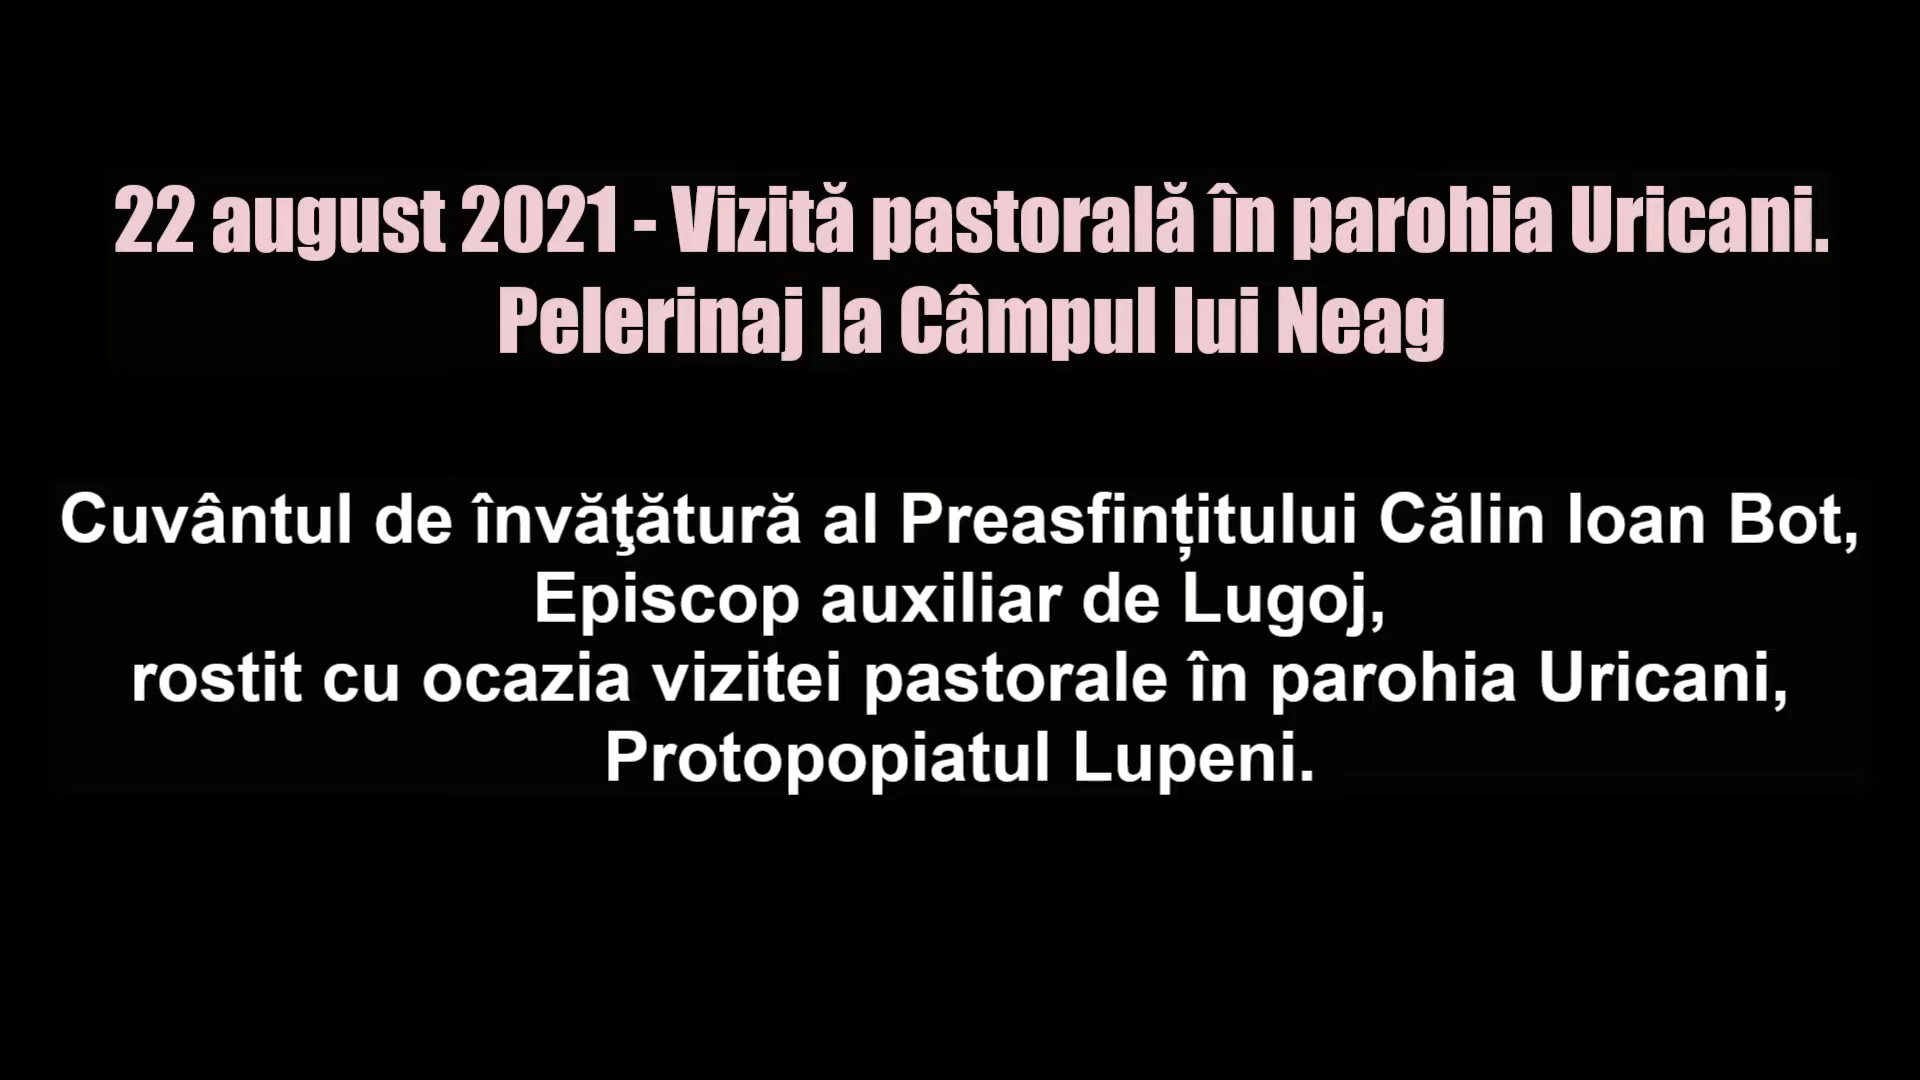 22 august 2021 - Vizită pastorală în parohia Uricani.
Pelerinaj la Câmpul lui Neag
Cuvântul de învăţătură al Preasfințitului Călin Ioan Bot,
Episcop auxiliar de Lugoj,
rostit cu ocazia vizitei pastorale în parohia Uricani,
Protopopiatul Lupeni.